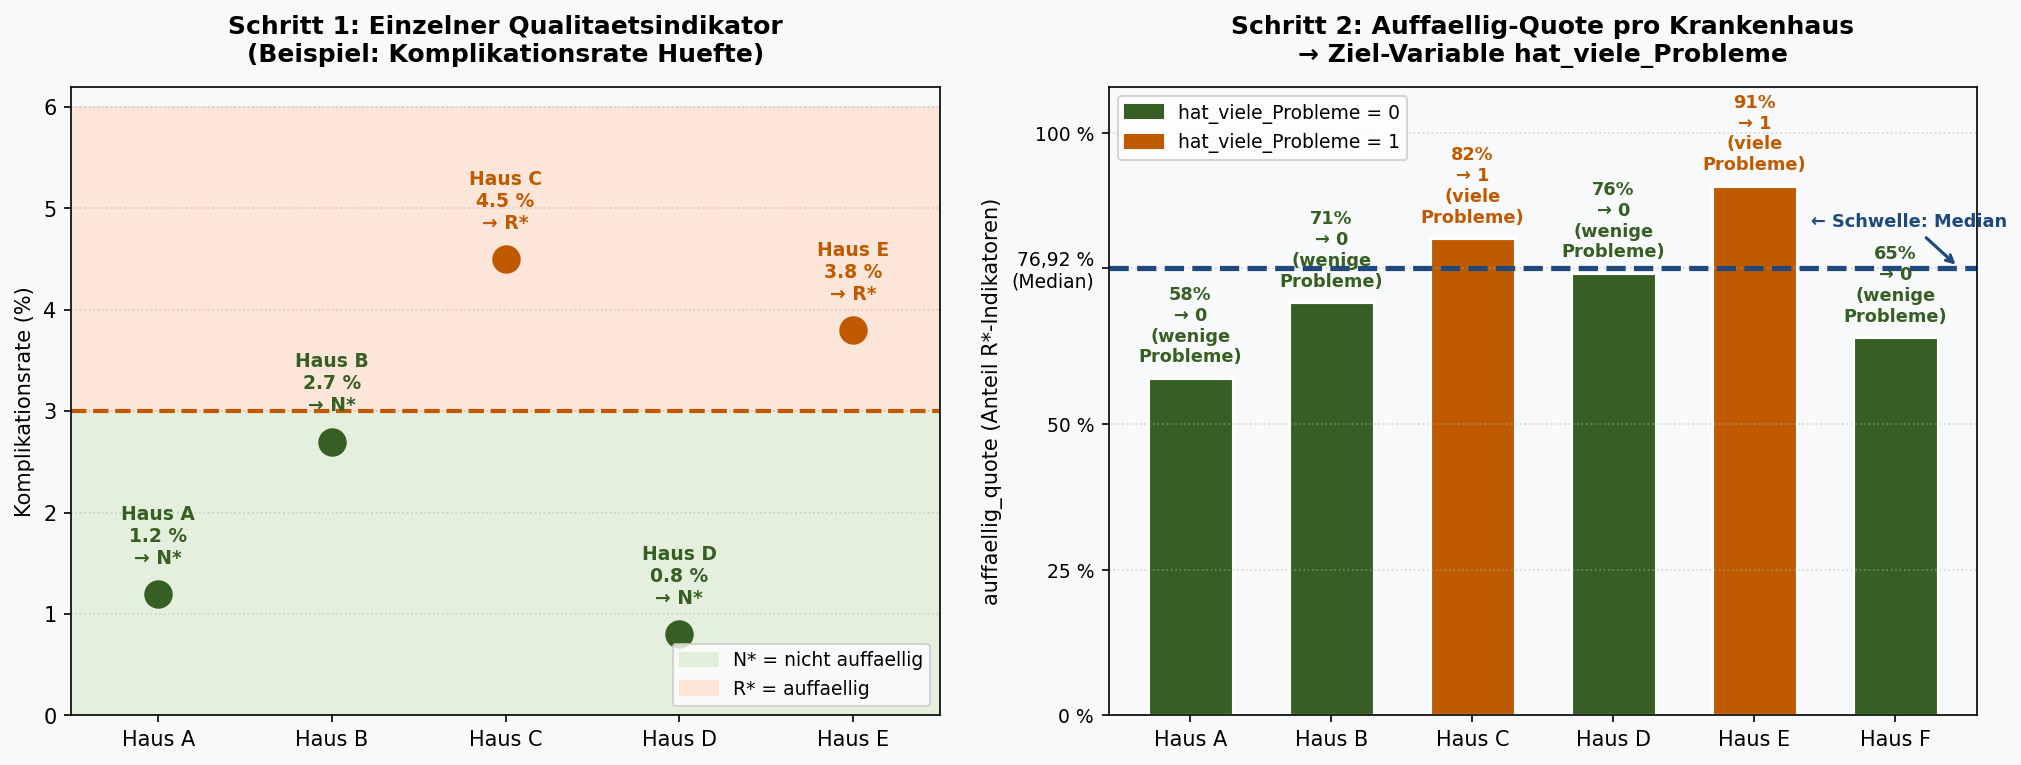 Schritt 1: Einzelner Qualitaetsindikator
(Beispiel: Komplikationsrate Huefte)
Komplikationsrate (%)
6
5
4
3
2
1
0
Haus A
1.2 %
→ N*
Haus B
2.7 %
→ N*
Haus C
4.5 %
→ R*
Haus D
0.8 %
→ N*
Haus E
3.8 %
→ R*
N* = nicht auffaellig
R* = auffaellig
Haus A
Haus B
Haus C
Haus D
Haus E
Schritt 2: Auffaellig-Quote pro Krankenhaus
→ Ziel-Variable hat_viele_Probleme
auffaellig_quote (Anteil R*-Indikatoren)
100 %
76,92 %
(Median)
50 %
25 %
0 %
hat_viele_Probleme = 0
hat_viele_Probleme = 1
58%
→ 0
(wenige
Probleme)
71%
→ 0
(wenige
Probleme)
82%
→ 1
(viele
Probleme)
76%
→ 0
(wenige
Probleme)
91%
→ 1
(viele
Probleme)
← Schwelle: Median
65%
→ 0
(wenige
Probleme)
Haus A
Haus B
Haus C
Haus D
Haus E
Haus F